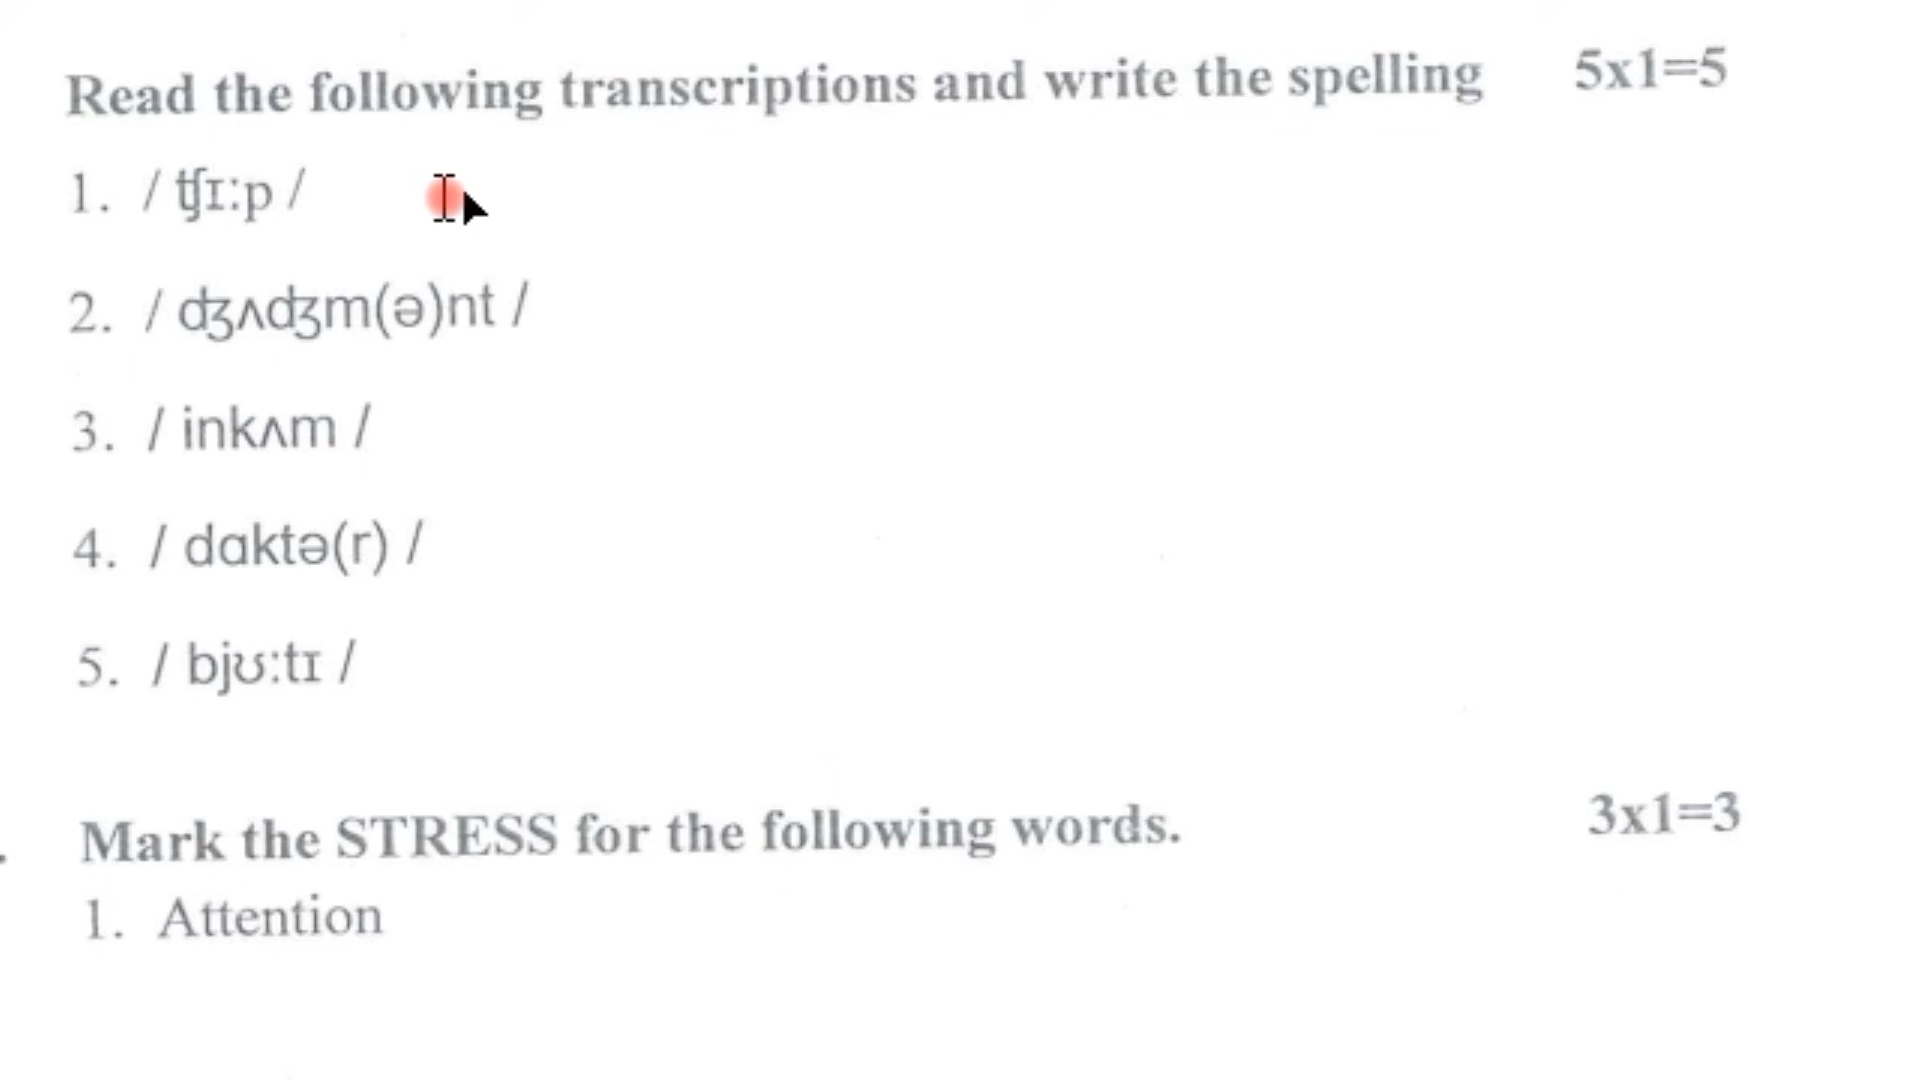 Read the following transcriptions and write the spelling 5x1=5
1. / ʧɪ:p /
2. / ʤʌʤm(ə)nt /
3. / inkʌm /
4. / dɑktə(r) /
5. / bjʊ:tɪ /
. Mark the STRESS for the following words. 3x1=3
1. Attention